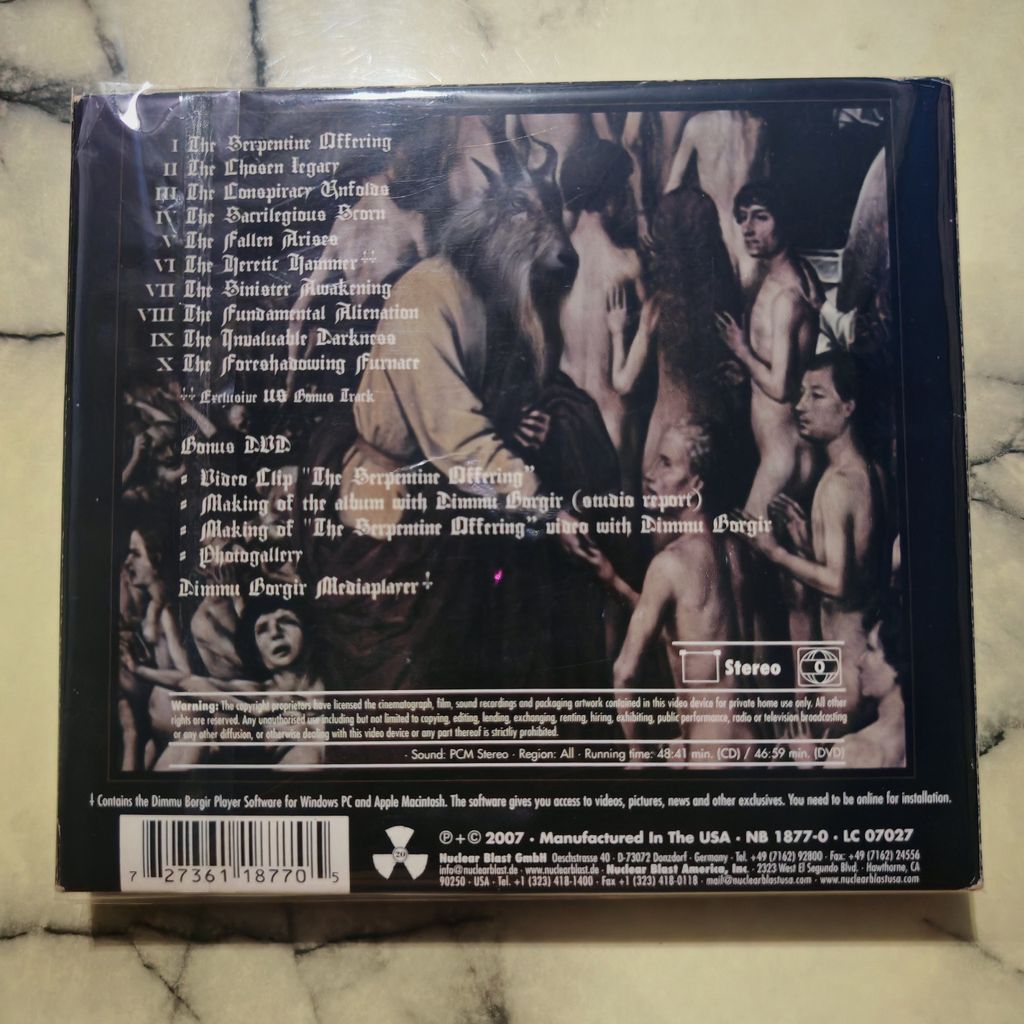 I The Serpentine Offering
II The Chosen Legacy
III The Conspiracy Unfolds
IV The Sacrilegious Scorn
V The Fallen Arises
VI The Heretic Hammer ‡‡
VII The Sinister Awakening
VIII The Fundamental Alienation
IX The Invaluable Darkness
X The Foreshadowing Furnace
‡‡ Exclusive US Bonus Track
Bonus DVD
- Video Clip "The Serpentine Offering"
- Making of the album with Dimmu Borgir (studio report)
- Making of "The Serpentine Offering" video with Dimmu Borgir
- Photogallery
Dimmu Borgir Mediaplayer ‡
Stereo 0
Warning: The copyright proprietors have licensed the cinematograph, film, sound recordings and packaging artwork contained in this video device for private home use only. All other
rights are reserved. Any unauthorised use including but not limited to copying, editing, lending, exchanging, renting, hiring, exhibiting, public performance, radio or television broadcasting
or any other diffusion, or otherwise dealing with this video device or any part thereof is strictly prohibited.
· Sound: PCM Stereo · Region: All · Running time: 48:41 min. (CD) / 46:59 min. (DVD)
‡ Contains the Dimmu Borgir Player Software for Windows PC and Apple Macintosh. The software gives you access to videos, pictures, news and other exclusives. You need to be online for installation.
7 27361 18770 5
20
℗ + © 2007 · Manufactured In The USA · NB 1877-0 · LC 07027
Nuclear Blast GmbH Oeschstrasse 40 · D-73072 Donzdorf · Germany · Tel. +49 (7162) 92800 · Fax: +49 (7162) 24556
info@nuclearblast.de · www.nuclearblast.de · Nuclear Blast America, Inc. · 2323 West El Segundo Blvd. · Hawthorne, CA
90250 · USA · Tel. +1 (323) 418-1400 · Fax +1 (323) 418-0118 · mail@nuclearblastusa.com · www.nuclearblastusa.com